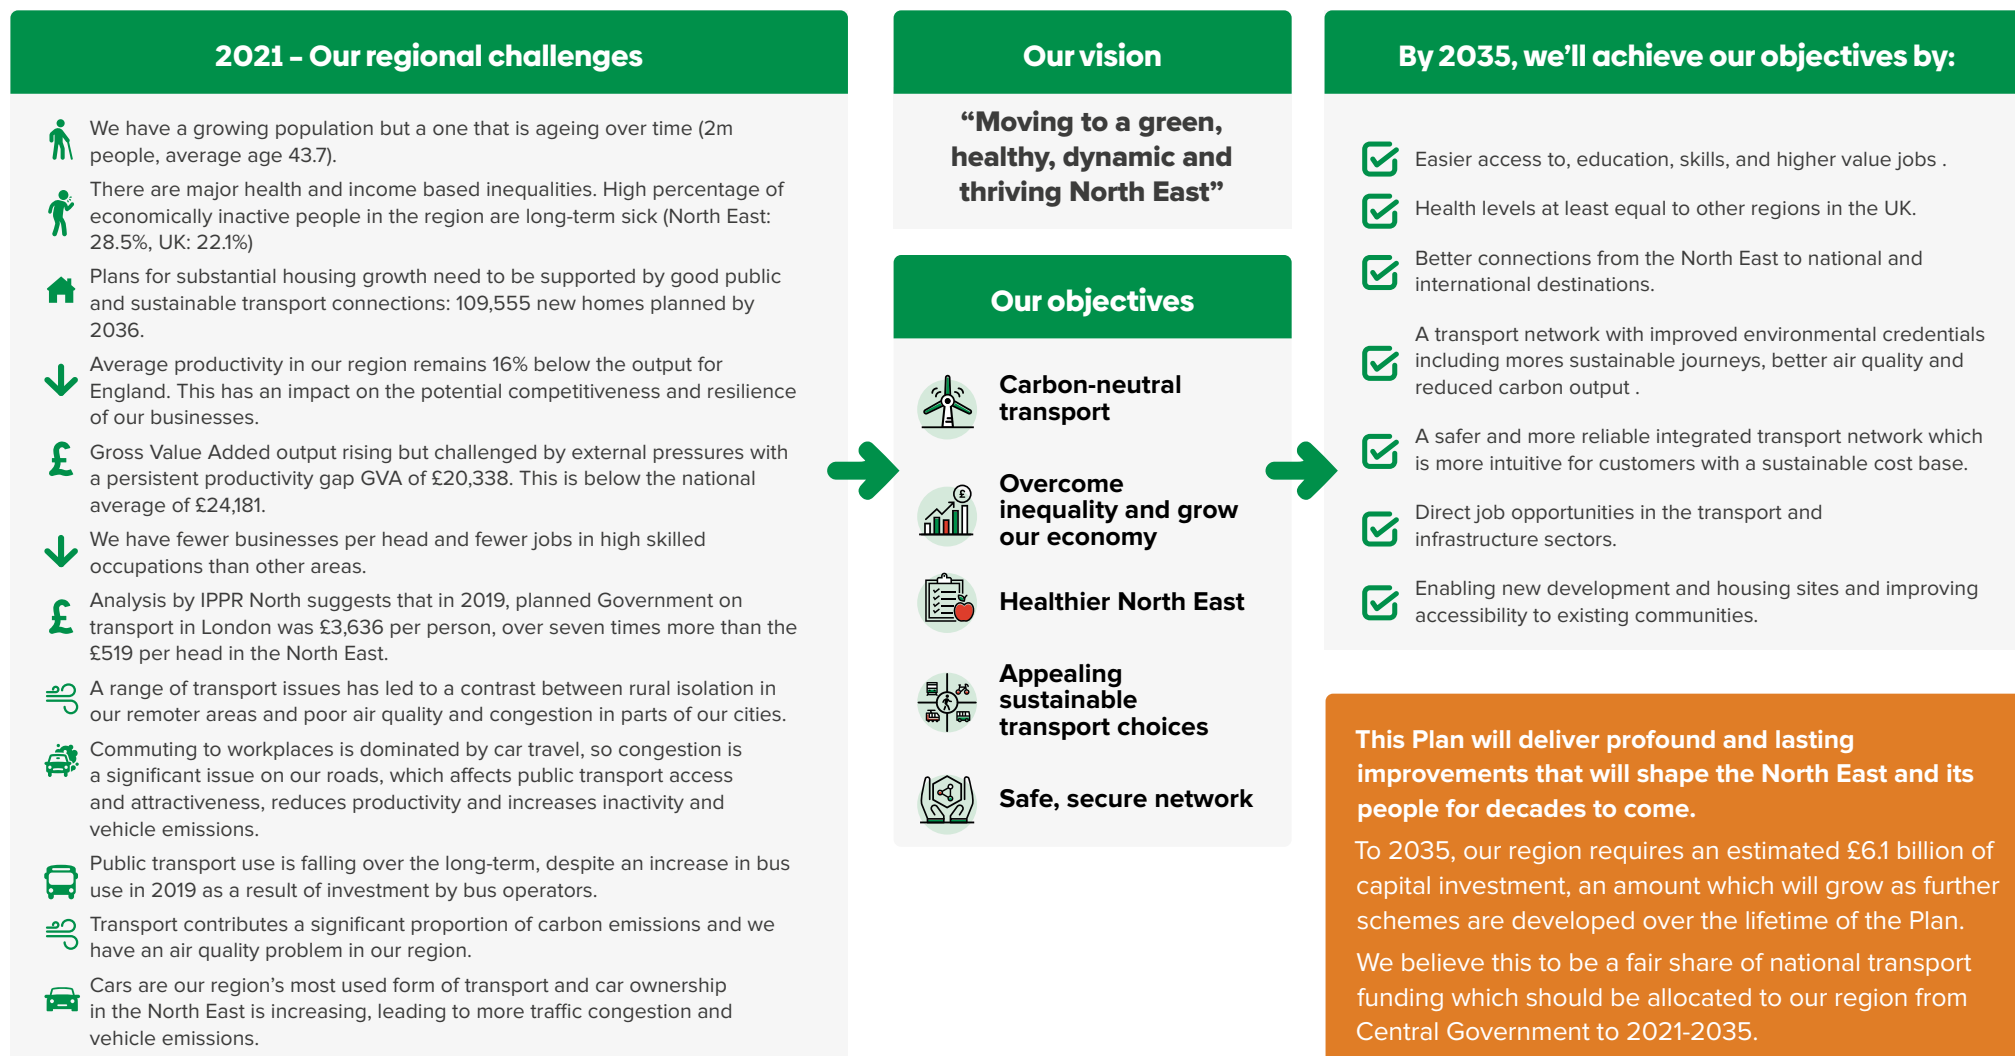 2021 – Our regional challenges
We have a growing population but a one that is ageing over time (2m
people, average age 43.7).
There are major health and income based inequalities. High percentage of
economically inactive people in the region are long-term sick (North East:
28.5%, UK: 22.1%)
Plans for substantial housing growth need to be supported by good public
and sustainable transport connections: 109,555 new homes planned by
2036.
Average productivity in our region remains 16% below the output for
England. This has an impact on the potential competitiveness and resilience
of our businesses.
Gross Value Added output rising but challenged by external pressures with
a persistent productivity gap GVA of £20,338. This is below the national
average of £24,181.
We have fewer businesses per head and fewer jobs in high skilled
occupations than other areas.
Analysis by IPPR North suggests that in 2019, planned Government on
transport in London was £3,636 per person, over seven times more than the
£519 per head in the North East.
A range of transport issues has led to a contrast between rural isolation in
our remoter areas and poor air quality and congestion in parts of our cities.
Commuting to workplaces is dominated by car travel, so congestion is
a significant issue on our roads, which affects public transport access
and attractiveness, reduces productivity and increases inactivity and
vehicle emissions.
Public transport use is falling over the long-term, despite an increase in bus
use in 2019 as a result of investment by bus operators.
Transport contributes a significant proportion of carbon emissions and we
have an air quality problem in our region.
Cars are our region's most used form of transport and car ownership
in the North East is increasing, leading to more traffic congestion and
vehicle emissions.
Our vision
“Moving to a green,
healthy, dynamic and
thriving North East”
Our objectives
Carbon-neutral
transport
£
Overcome
inequality and grow
our economy
Healthier North East
Appealing
sustainable
transport choices
Safe, secure network
By 2035, we’ll achieve our objectives by:
Easier access to, education, skills, and higher value jobs .
Health levels at least equal to other regions in the UK.
Better connections from the North East to national and
international destinations.
A transport network with improved environmental credentials
including mores sustainable journeys, better air quality and
reduced carbon output .
A safer and more reliable integrated transport network which
is more intuitive for customers with a sustainable cost base.
Direct job opportunities in the transport and
infrastructure sectors.
Enabling new development and housing sites and improving
accessibility to existing communities.
This Plan will deliver profound and lasting
improvements that will shape the North East and its
people for decades to come.
To 2035, our region requires an estimated £6.1 billion of
capital investment, an amount which will grow as further
schemes are developed over the lifetime of the Plan.
We believe this to be a fair share of national transport
funding which should be allocated to our region from
Central Government to 2021-2035.